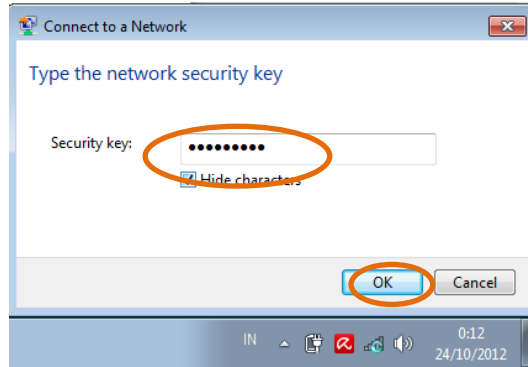 Connect to a Network
Type the network security key
Security key: •••••••••
Hide characters
OK Cancel
IN 0:12
24/10/2012